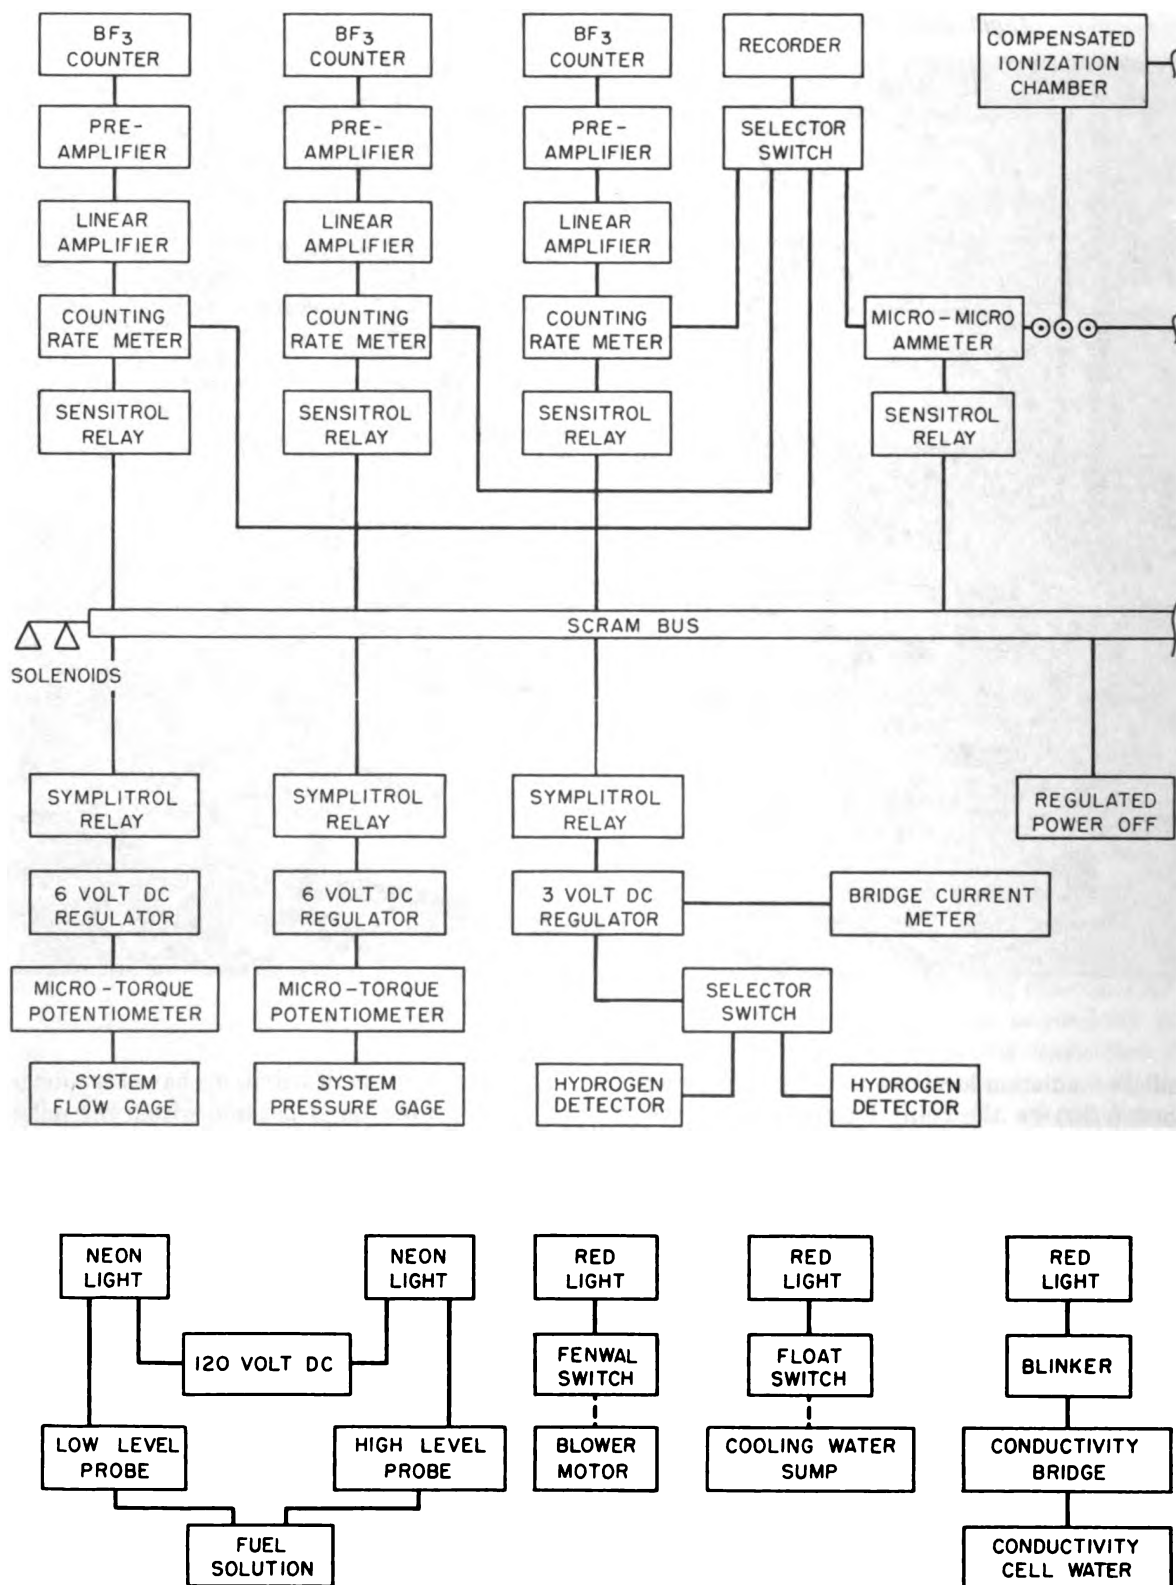 BF3
COUNTER
BF3
COUNTER
BF3
COUNTER
RECORDER
COMPENSATED
IONIZATION
CHAMBER
PRE-
AMPLIFIER
PRE-
AMPLIFIER
PRE-
AMPLIFIER
SELECTOR
SWITCH
LINEAR
AMPLIFIER
LINEAR
AMPLIFIER
LINEAR
AMPLIFIER
COUNTING
RATE METER
COUNTING
RATE METER
COUNTING
RATE METER
MICRO-MICRO
AMMETER
SENSITROL
RELAY
SENSITROL
RELAY
SENSITROL
RELAY
SENSITROL
RELAY
SCRAM BUS
SOLENOIDS
SYMPLITROL
RELAY
SYMPLITROL
RELAY
SYMPLITROL
RELAY
REGULATED
POWER OFF
6 VOLT DC
REGULATOR
6 VOLT DC
REGULATOR
3 VOLT DC
REGULATOR
BRIDGE CURRENT
METER
MICRO-TORQUE
POTENTIOMETER
MICRO-TORQUE
POTENTIOMETER
SELECTOR
SWITCH
SYSTEM
FLOW GAGE
SYSTEM
PRESSURE GAGE
HYDROGEN
DETECTOR
HYDROGEN
DETECTOR
NEON
LIGHT
NEON
LIGHT
RED
LIGHT
RED
LIGHT
RED
LIGHT
120 VOLT DC
FENWAL
SWITCH
FLOAT
SWITCH
BLINKER
LOW LEVEL
PROBE
HIGH LEVEL
PROBE
BLOWER
MOTOR
COOLING WATER
SUMP
CONDUCTIVITY
BRIDGE
FUEL
SOLUTION
CONDUCTIVITY
CELL WATER